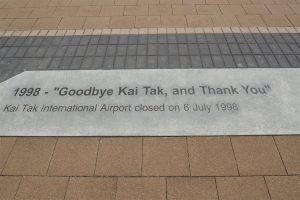 1998 - "Goodbye Kai Tak, and Thank You"
Kai Tak International Airport closed on 6 July 1998